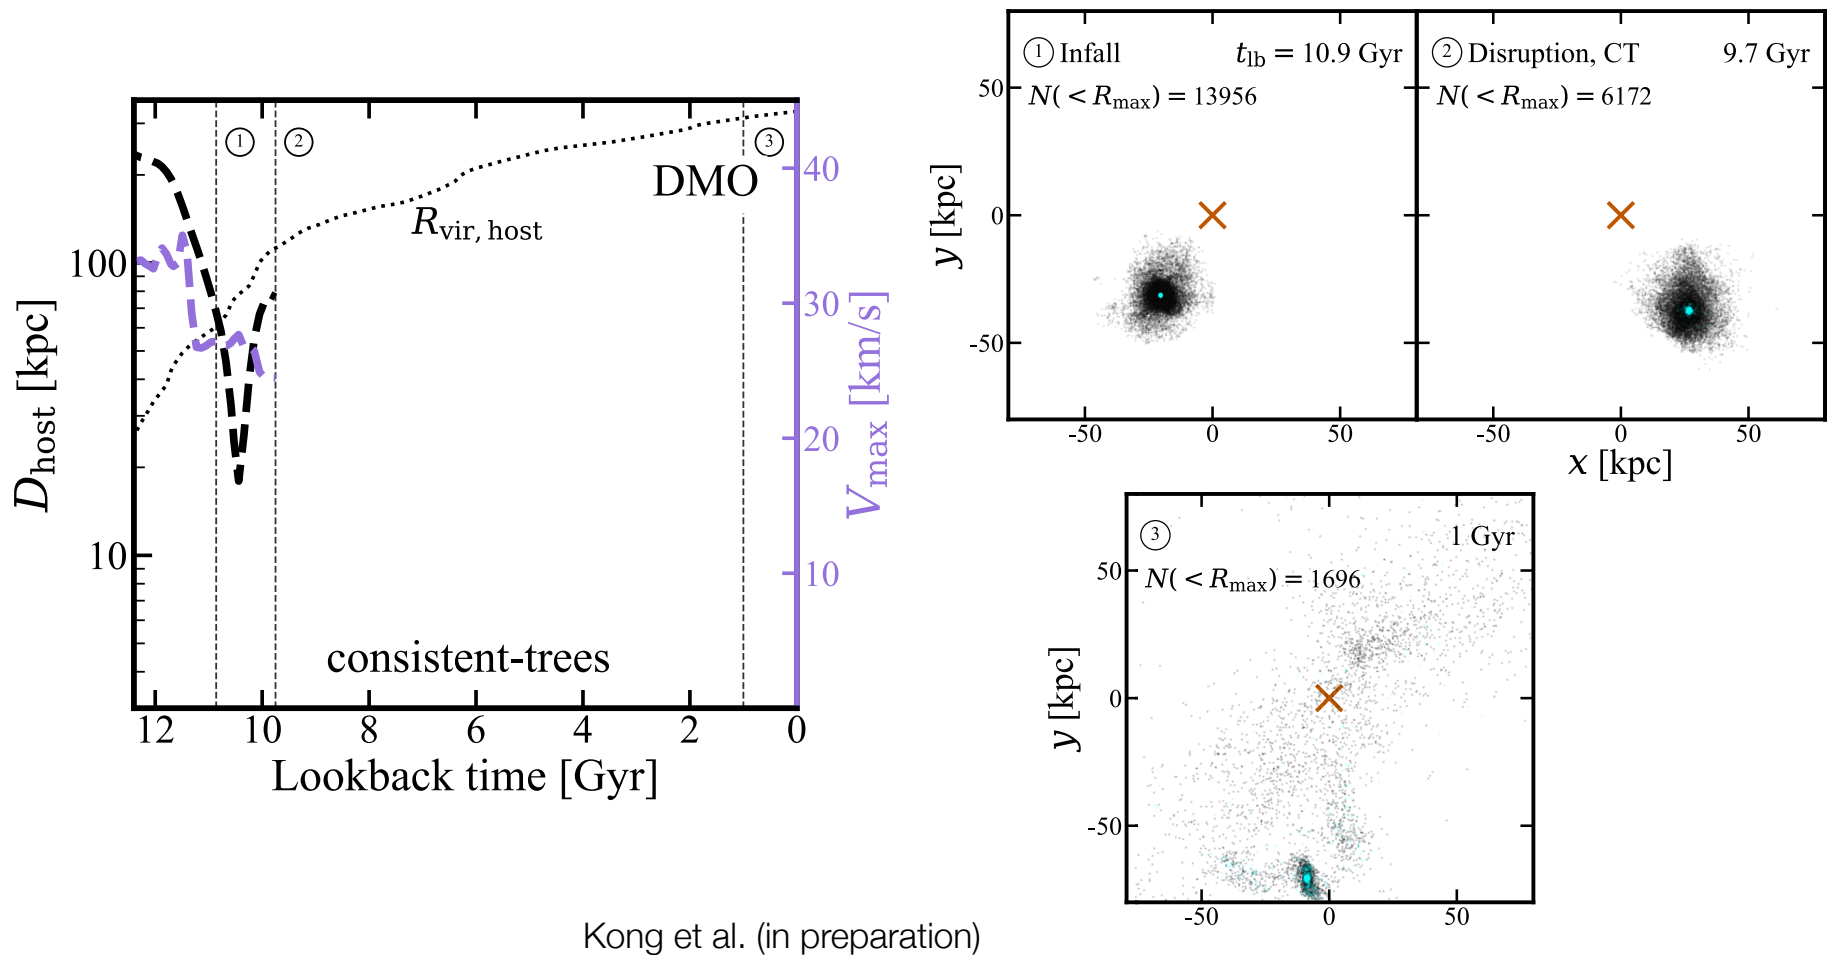 ① ② ③
DMO
R_vir, host
consistent-trees
D_host [kpc]
100
10
V_max [km/s]
40
30
20
10
12 10 8 6 4 2 0
Lookback time [Gyr]
① Infall t_lb = 10.9 Gyr
N(< R_max) = 13956
② Disruption, CT 9.7 Gyr
N(< R_max) = 6172
y [kpc]
50
0
-50
-50 0 50
-50 0 50
x [kpc]
③ 1 Gyr
N(< R_max) = 1696
y [kpc]
50
0
-50
-50 0 50
Kong et al. (in preparation)